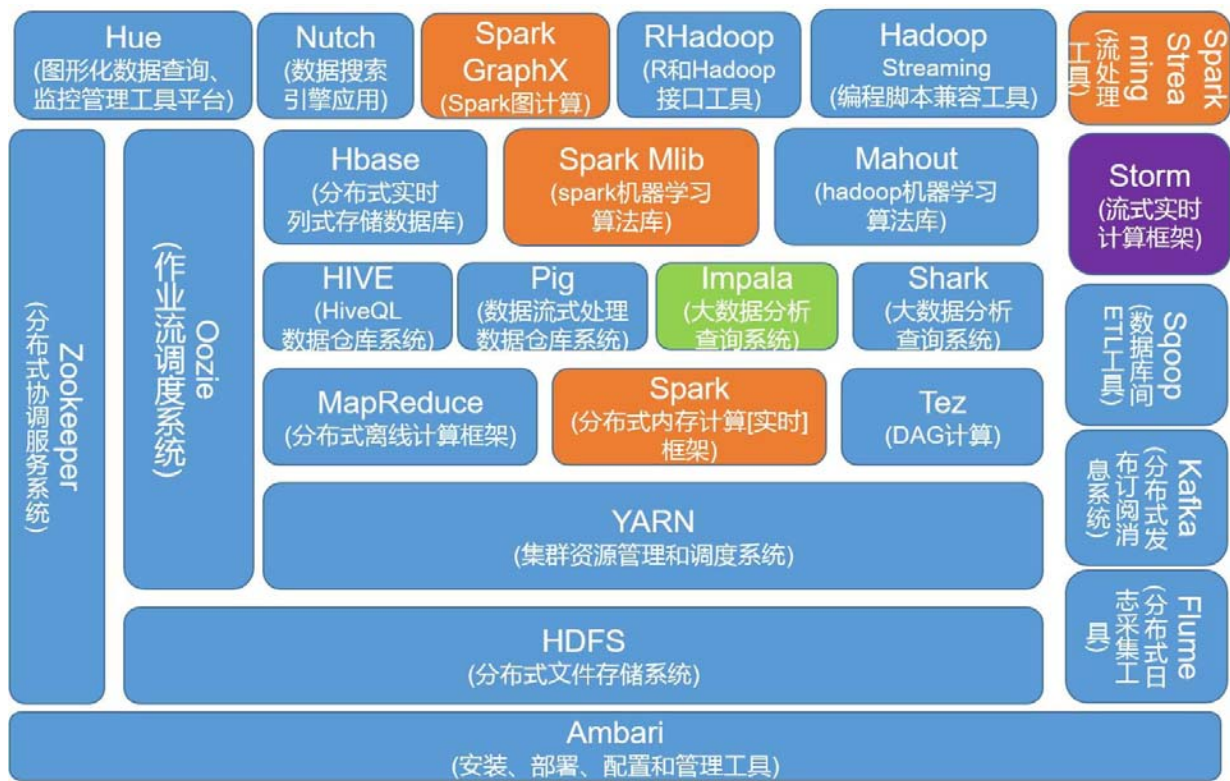 Hue
(图形化数据查询、
监控管理工具平台)
Nutch
(数据搜索
引擎应用)
Spark
GraphX
(Spark图计算)
RHadoop
(R和Hadoop
接口工具)
Hadoop
Streaming
(编程脚本兼容工具)
Spark
Strea
ming
(流处理
工具)
Zookeeper
(分布式协调服务系统)
Oozie
(作业流调度系统)
Hbase
(分布式实时
列式存储数据库)
Spark Mlib
(spark机器学习
算法库)
Mahout
(hadoop机器学习
算法库)
Storm
(流式实时
计算框架)
HIVE
(HiveQL
数据仓库系统)
Pig
(数据流式处理
数据仓库系统)
Impala
(大数据分析
查询系统)
Shark
(大数据分析
查询系统)
Sqoop
(数据库间
ETL工具)
MapReduce
(分布式离线计算框架)
Spark
(分布式内存计算[实时]
框架)
Tez
(DAG计算)
Kafka
(分布式发
布订阅消
息系统)
YARN
(集群资源管理和调度系统)
Flume
(分布式日
志采集工
具)
HDFS
(分布式文件存储系统)
Ambari
(安装、部署、配置和管理工具)